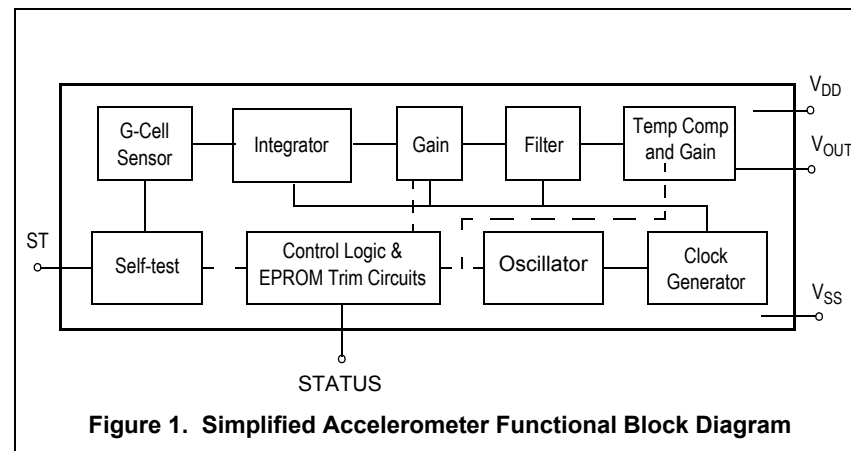 V_DD
G-Cell
Sensor
Integrator
Gain
Filter
Temp Comp
and Gain
V_OUT
ST
Self-test
Control Logic &
EPROM Trim Circuits
Oscillator
Clock
Generator
V_SS
STATUS
Figure 1. Simplified Accelerometer Functional Block Diagram